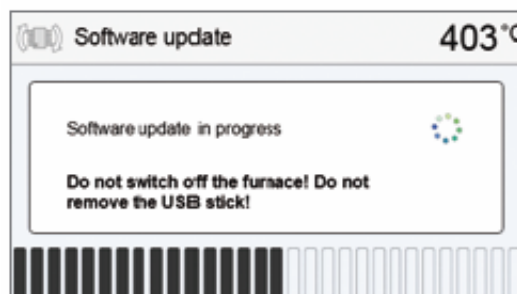 Software update 403°C
Software update in progress
Do not switch off the furnace! Do not
remove the USB stick!